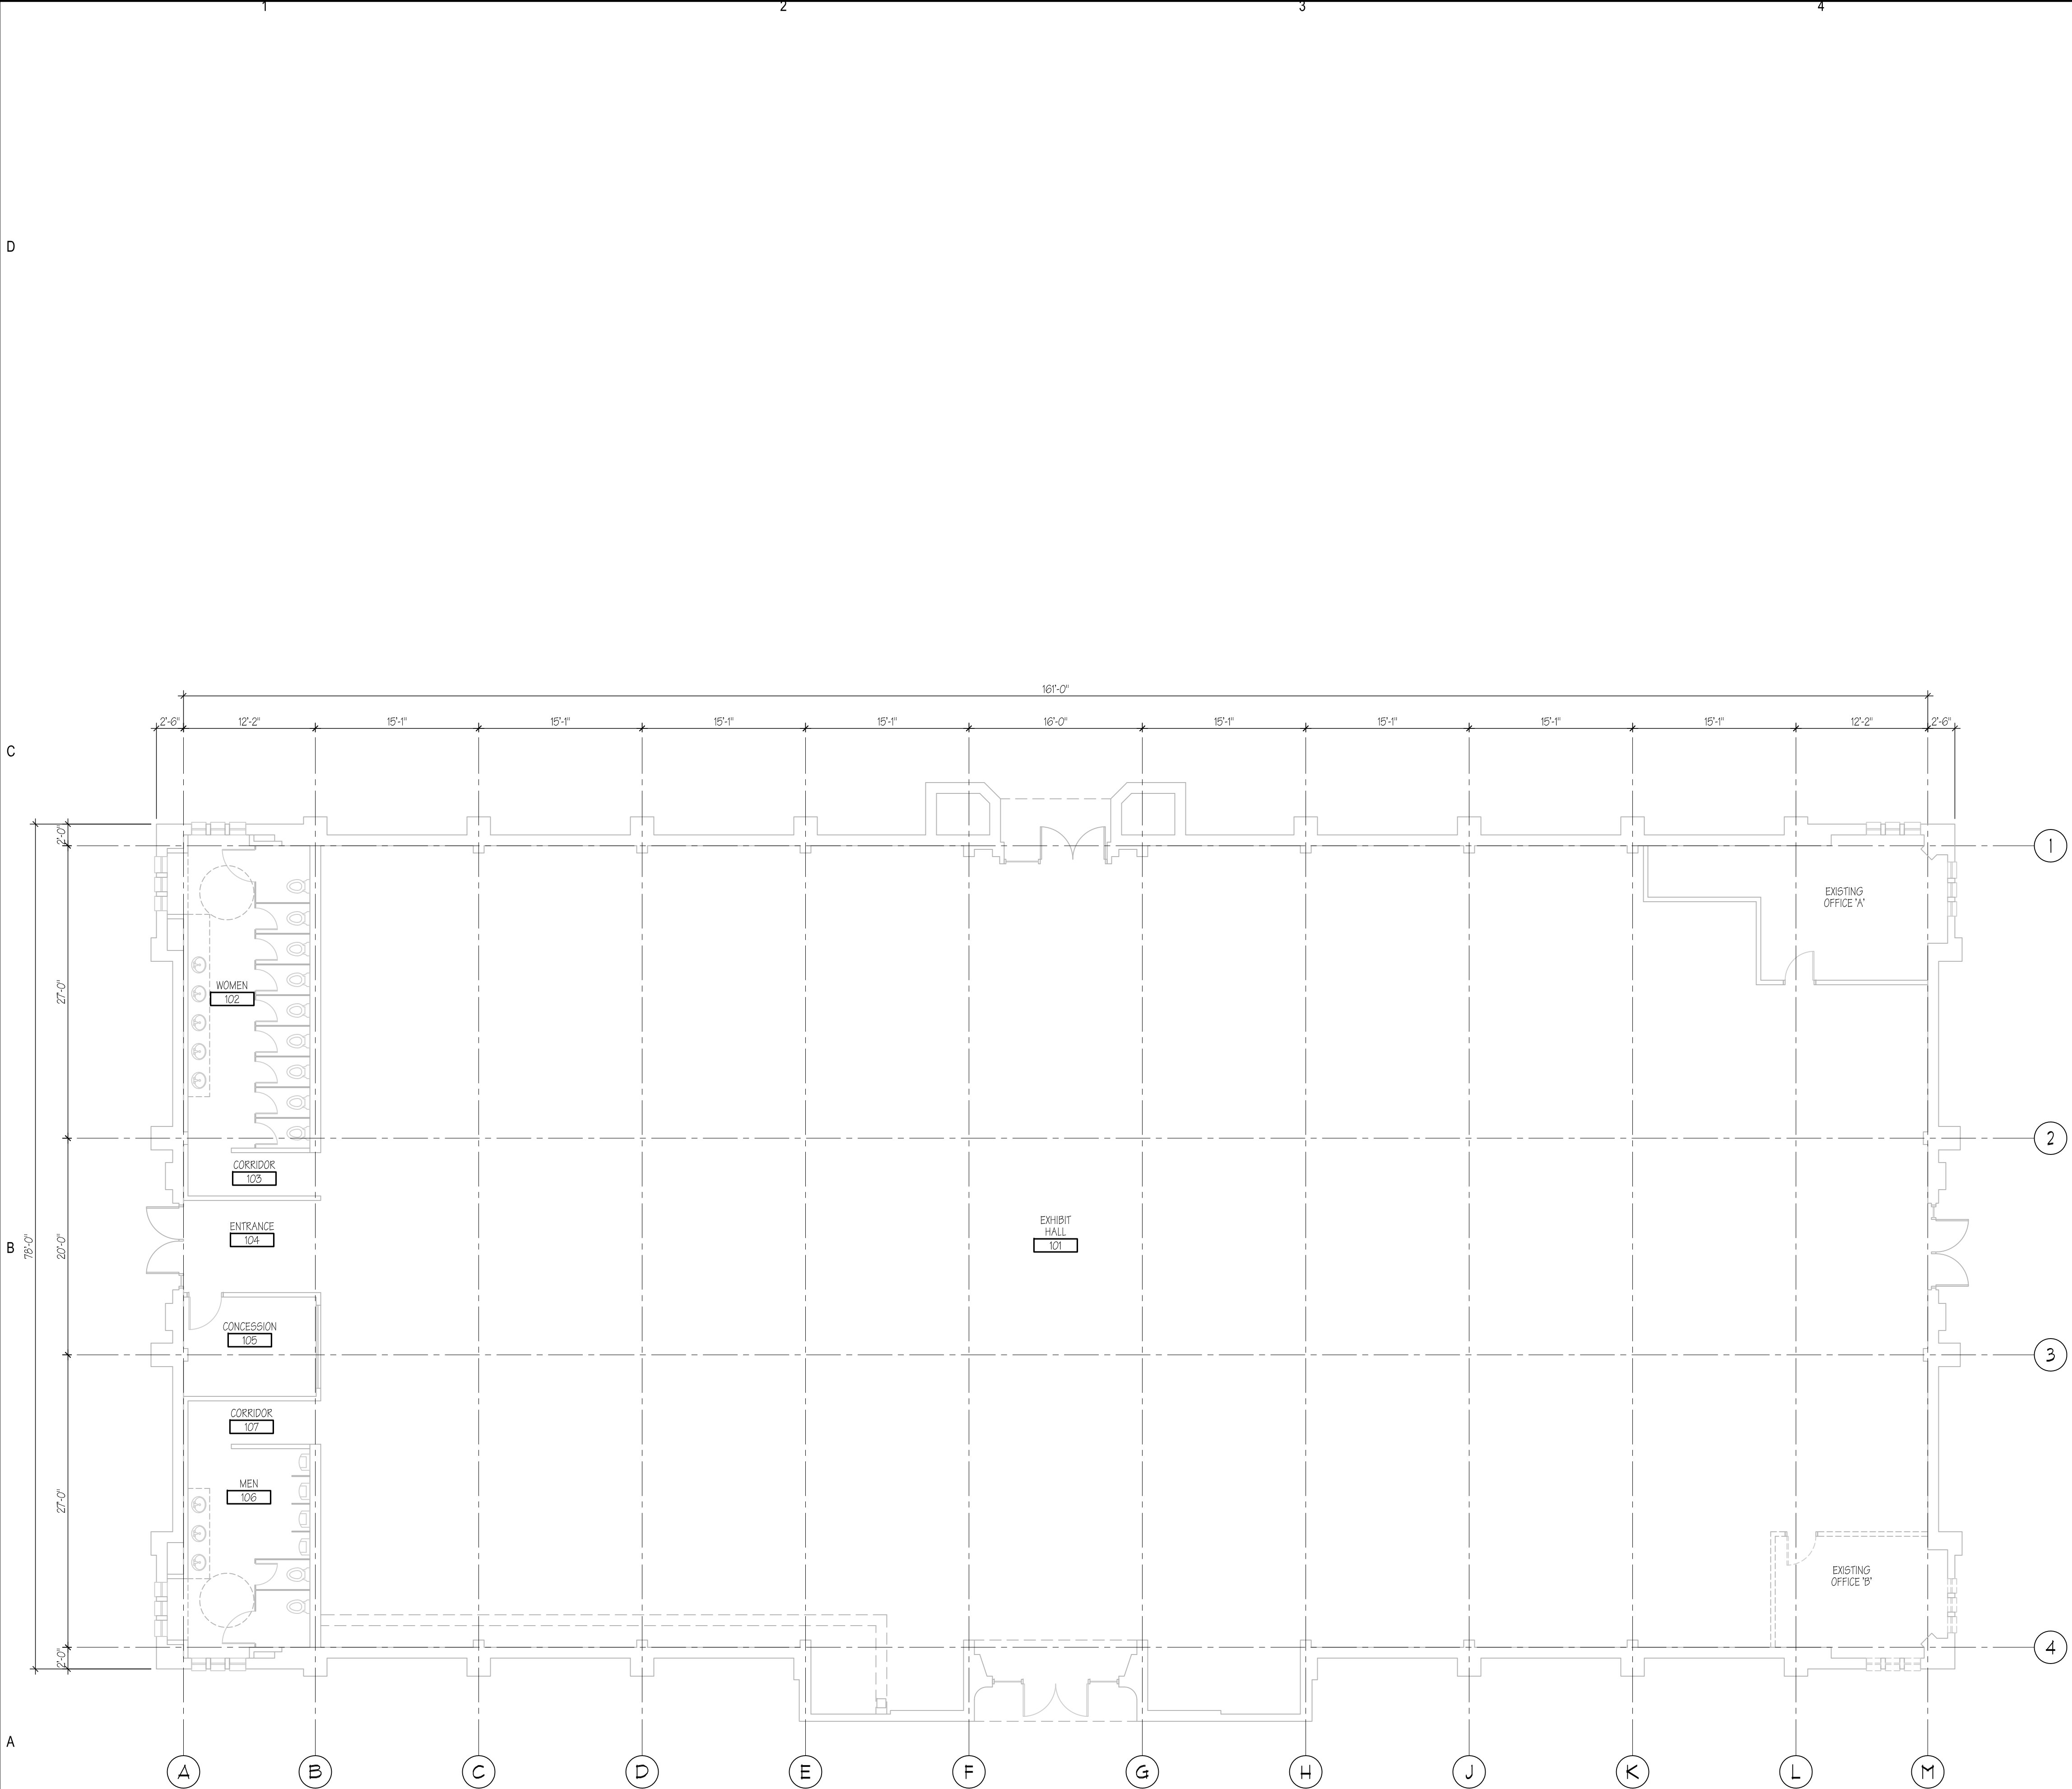 1 2 3 4
D
161'-0"
2'-6" 12'-2" 15'-1" 15'-1" 15'-1" 15'-1" 16'-0" 15'-1" 15'-1" 15'-1" 15'-1" 12'-2" 2'-6"
C
2'-0"
1
EXISTING
OFFICE "A"
27'-0"
WOMEN
102
2
CORRIDOR
103
EXHIBIT
HALL
101
ENTRANCE
104
B
78'-0"
20'-0"
CONCESSION
105
3
CORRIDOR
107
MEN
106
27'-0"
EXISTING
OFFICE "B"
2'-0"
4
A
A B C D E F G H J K L M